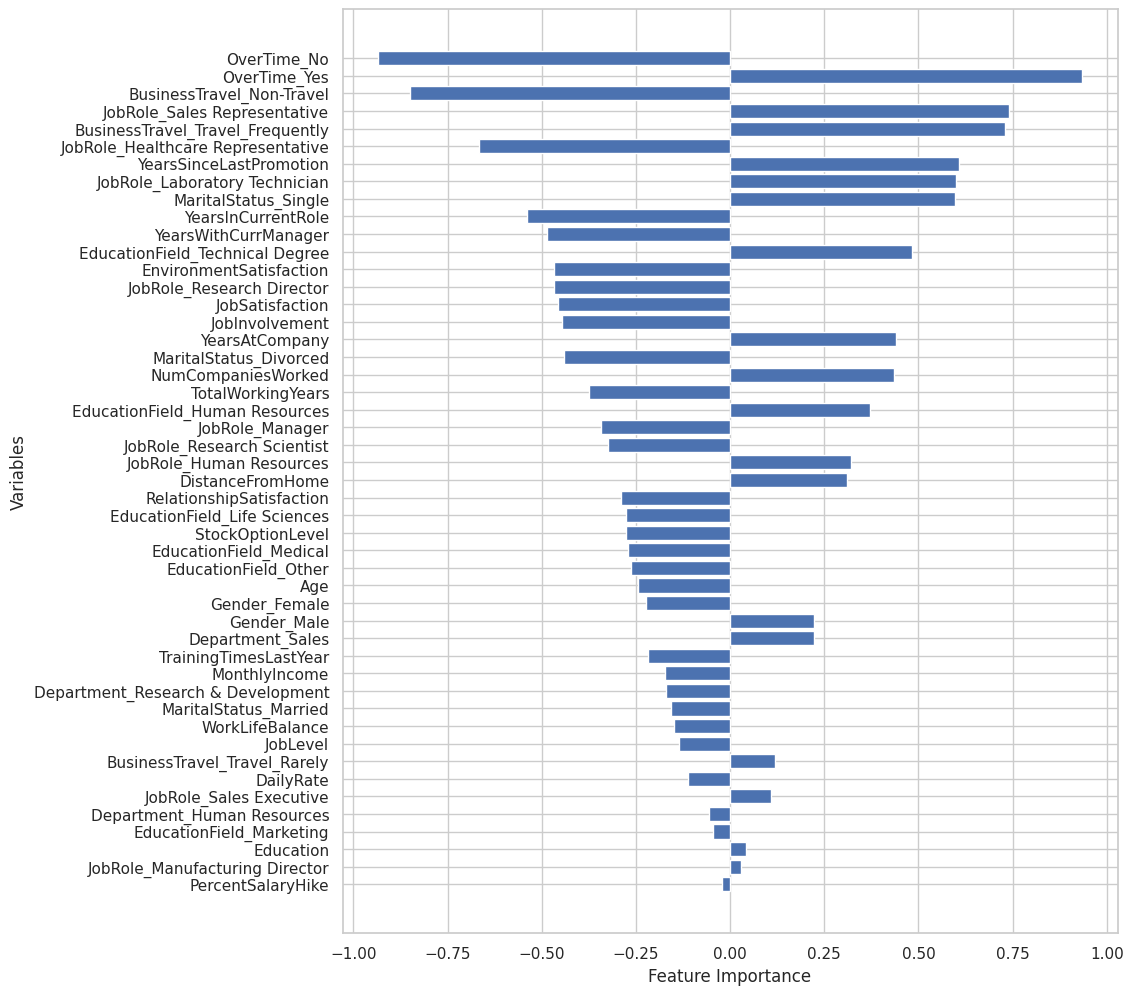 OverTime_No
OverTime_Yes
BusinessTravel_Non-Travel
JobRole_Sales Representative
BusinessTravel_Travel_Frequently
JobRole_Healthcare Representative
YearsSinceLastPromotion
JobRole_Laboratory Technician
MaritalStatus_Single
YearsInCurrentRole
YearsWithCurrManager
EducationField_Technical Degree
EnvironmentSatisfaction
JobRole_Research Director
JobSatisfaction
JobInvolvement
YearsAtCompany
MaritalStatus_Divorced
NumCompaniesWorked
TotalWorkingYears
EducationField_Human Resources
JobRole_Manager
JobRole_Research Scientist
JobRole_Human Resources
DistanceFromHome
RelationshipSatisfaction
EducationField_Life Sciences
StockOptionLevel
EducationField_Medical
EducationField_Other
Age
Gender_Female
Gender_Male
Department_Sales
TrainingTimesLastYear
MonthlyIncome
Department_Research & Development
MaritalStatus_Married
WorkLifeBalance
JobLevel
BusinessTravel_Travel_Rarely
DailyRate
JobRole_Sales Executive
Department_Human Resources
EducationField_Marketing
Education
JobRole_Manufacturing Director
PercentSalaryHike
Variables
−1.00 −0.75 −0.50 −0.25 0.00 0.25 0.50 0.75 1.00
Feature Importance